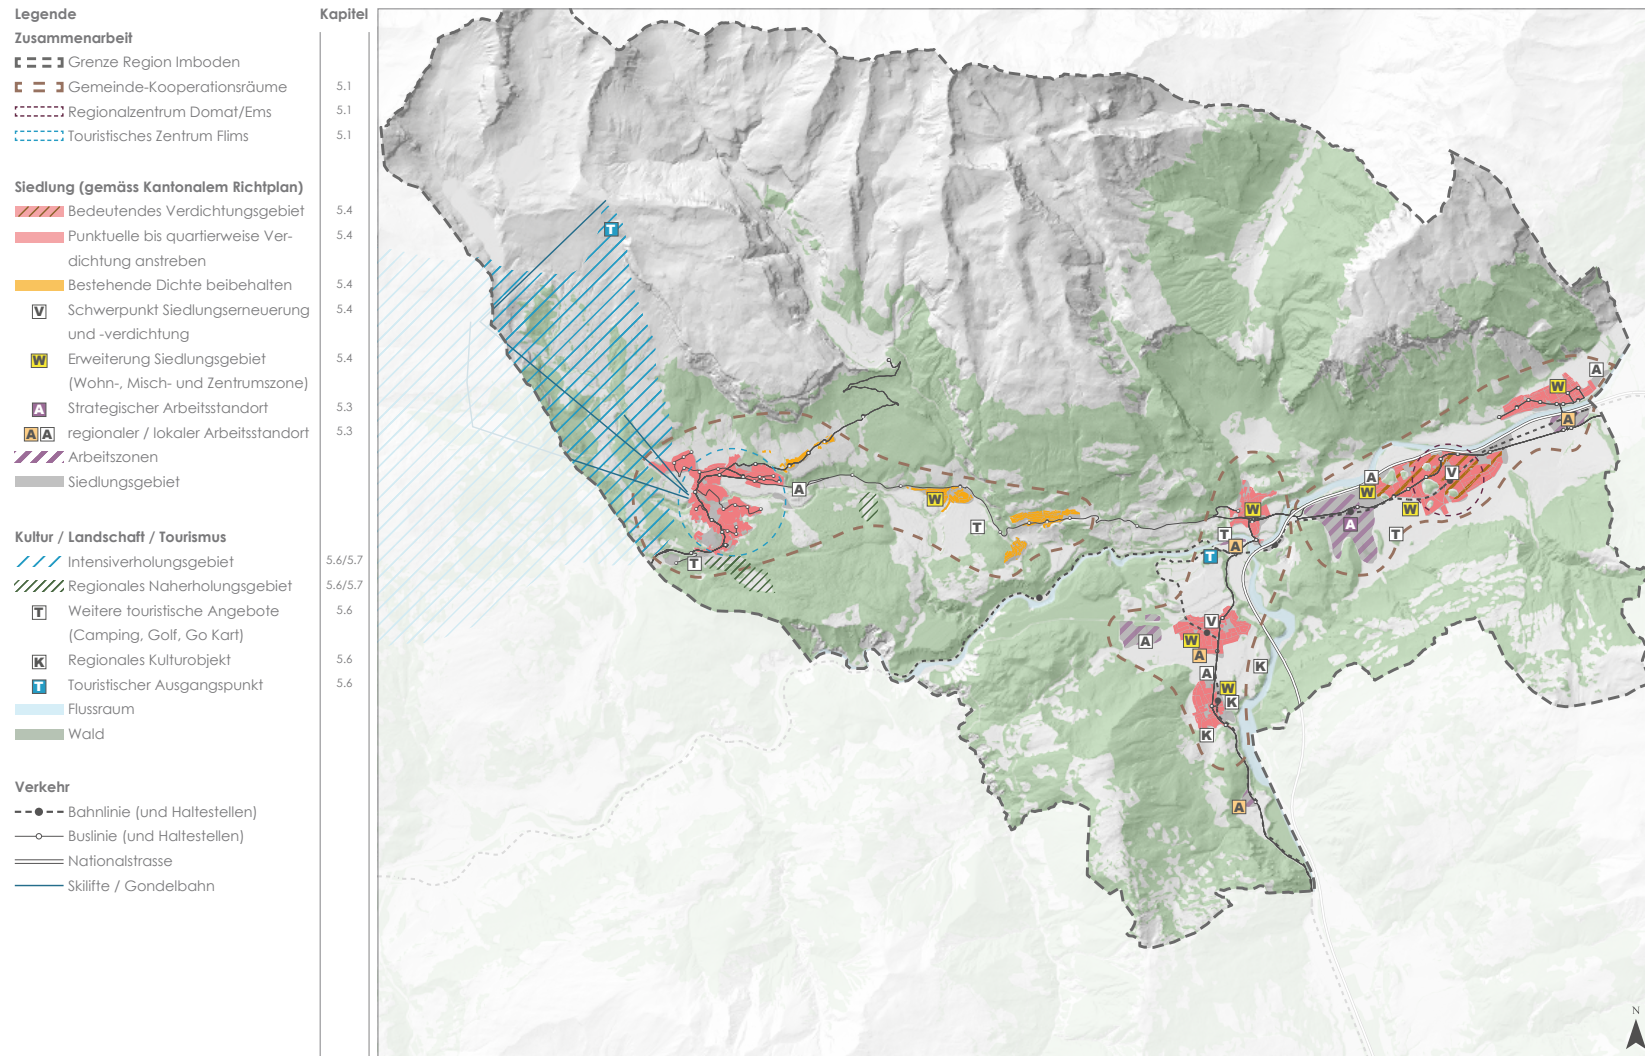 Legende Kapitel
Zusammenarbeit
Grenze Region Imboden
Gemeinde-Kooperationsräume 5.1
Regionalzentrum Domat/Ems 5.1
Touristisches Zentrum Flims 5.1
Siedlung (gemäss Kantonalem Richtplan)
Bedeutendes Verdichtungsgebiet 5.4
Punktuelle bis quartierweise Ver- 5.4
dichtung anstreben
Bestehende Dichte beibehalten 5.4
V Schwerpunkt Siedlungserneuerung 5.4
und -verdichtung
W Erweiterung Siedlungsgebiet 5.4
(Wohn-, Misch- und Zentrumszone)
A Strategischer Arbeitsstandort 5.3
A A regionaler / lokaler Arbeitsstandort 5.3
Arbeitszonen
Siedlungsgebiet
Kultur / Landschaft / Tourismus
Intensiverholungsgebiet 5.6/5.7
Regionales Naherholungsgebiet 5.6/5.7
T Weitere touristische Angebote 5.6
(Camping, Golf, Go Kart)
K Regionales Kulturobjekt 5.6
T Touristischer Ausgangspunkt 5.6
Flussraum
Wald
Verkehr
Bahnlinie (und Haltestellen)
Buslinie (und Haltestellen)
Nationalstrasse
Skilifte / Gondelbahn
T
A
W
A
A
V
A
W
W
W
A
W
A
T
T
T
A
T
T
V
W
A
A
A
K
W
K
K
A
N